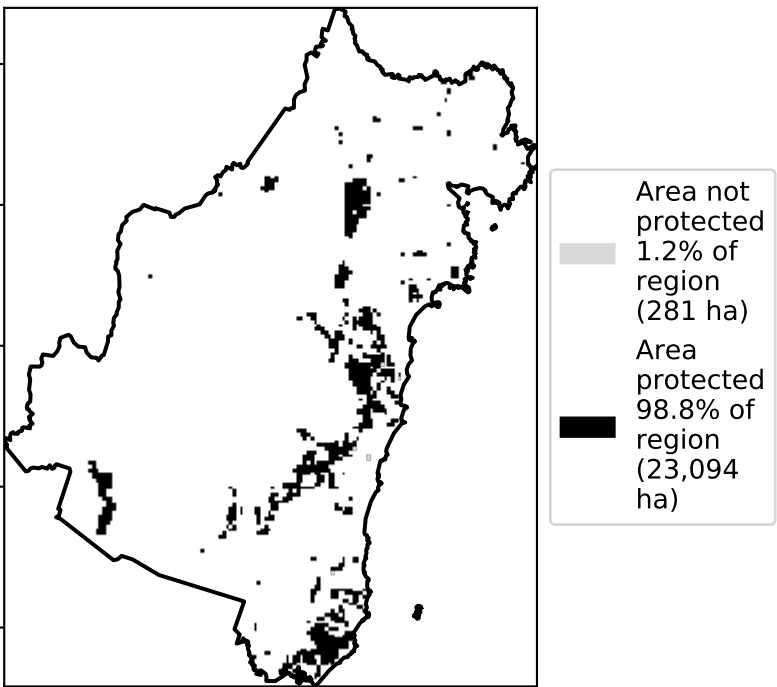 Area not
protected
1.2% of
region
(281 ha)
Area
protected
98.8% of
region
(23,094
ha)